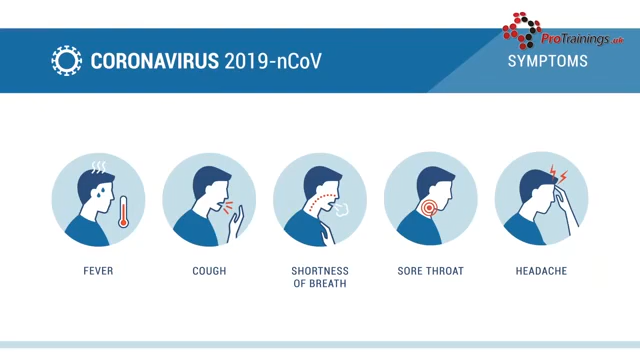 ProTrainings.uk
CORONAVIRUS 2019-nCoV
SYMPTOMS
FEVER
COUGH
SHORTNESS
OF BREATH
SORE THROAT
HEADACHE